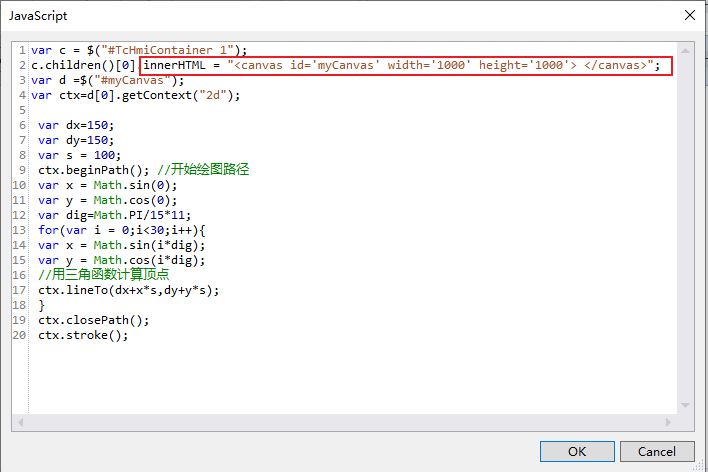 JavaScript
1 var c = $("#TcHmiContainer_1");
2 c.children()[0].innerHTML = "<canvas id='myCanvas' width='1000' height='1000'> </canvas>";
3 var d =$("#myCanvas");
4 var ctx=d[0].getContext("2d");
5
6 var dx=150;
7 var dy=150;
8 var s = 100;
9 ctx.beginPath(); //开始绘图路径
10 var x = Math.sin(0);
11 var y = Math.cos(0);
12 var dig=Math.PI/15*11;
13 for(var i = 0;i<30;i++){
14 var x = Math.sin(i*dig);
15 var y = Math.cos(i*dig);
16 //用三角函数计算顶点
17 ctx.lineTo(dx+x*s,dy+y*s);
18 }
19 ctx.closePath();
20 ctx.stroke();
OK Cancel